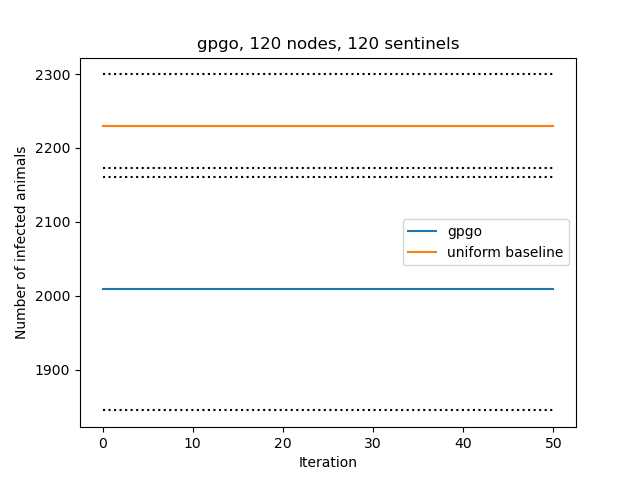 gpgo, 120 nodes, 120 sentinels
2300
2200
2100
2000
1900
Number of infected animals
gpgo
uniform baseline
0 10 20 30 40 50
Iteration